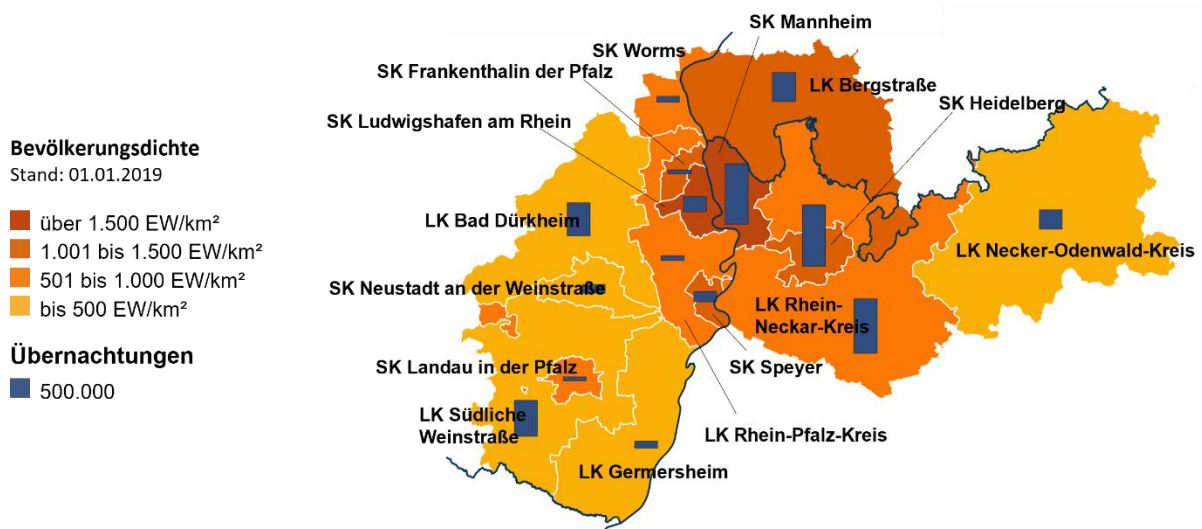 Bevölkerungsdichte
Stand: 01.01.2019
über 1.500 EW/km²
1.001 bis 1.500 EW/km²
501 bis 1.000 EW/km²
bis 500 EW/km²
Übernachtungen
500.000
SK Mannheim
SK Worms
SK Frankenthalin der Pfalz
LK Bergstraße
SK Heidelberg
SK Ludwigshafen am Rhein
LK Bad Dürkheim
LK Necker-Odenwald-Kreis
SK Neustadt an der Weinstraße
LK Rhein-
Neckar-Kreis
SK Landau in der Pfalz
SK Speyer
LK Südliche
Weinstraße
LK Rhein-Pfalz-Kreis
LK Germersheim